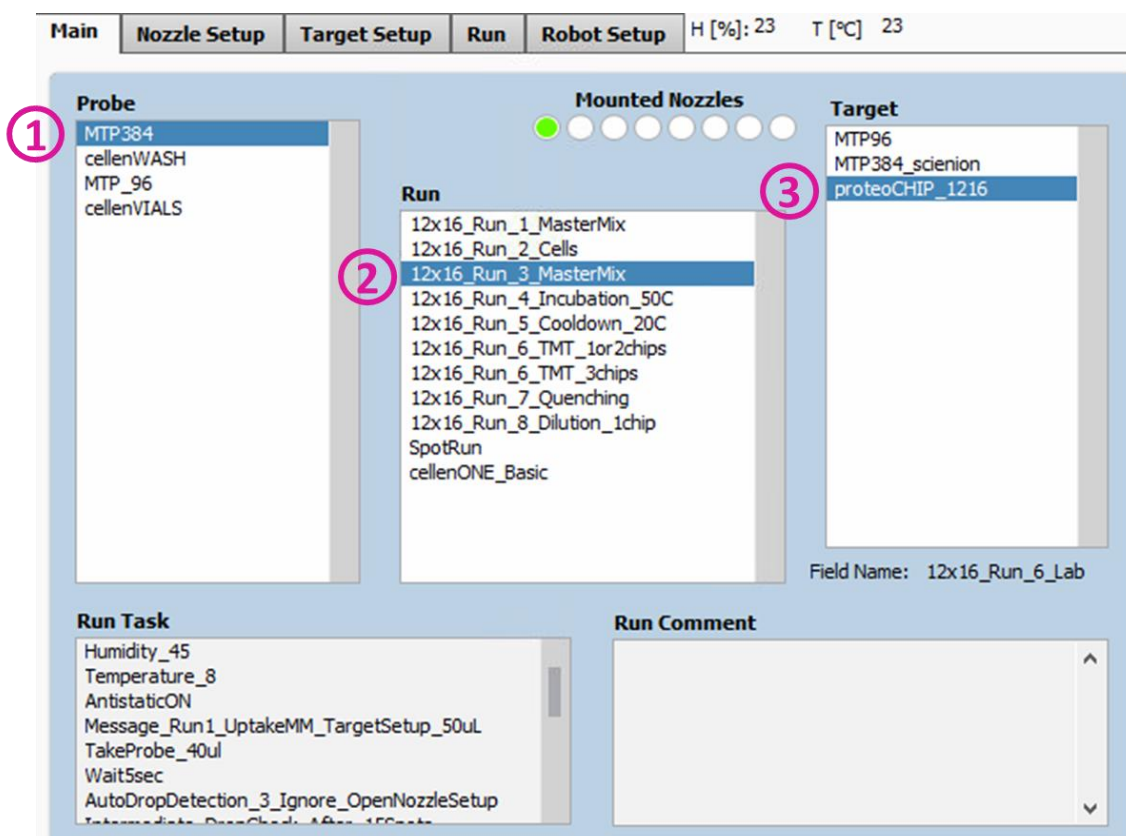 Main Nozzle Setup Target Setup Run Robot Setup H [%]: 23 T [°C] 23
Probe
1
MTP384
cellenWASH
MTP_96
cellenVIALS
Mounted Nozzles
Run
12x16_Run_1_MasterMix
12x16_Run_2_Cells
2
12x16_Run_3_MasterMix
12x16_Run_4_Incubation_50C
12x16_Run_5_Cooldown_20C
12x16_Run_6_TMT_1or2chips
12x16_Run_6_TMT_3chips
12x16_Run_7_Quenching
12x16_Run_8_Dilution_1chip
SpotRun
cellenONE_Basic
Target
MTP96
MTP384_scienion
3
proteoCHIP_1216
Field Name: 12x16_Run_6_Lab
Run Task
Humidity_45
Temperature_8
AntistaticON
Message_Run1_UptakeMM_TargetSetup_50uL
TakeProbe_40ul
Wait5sec
AutoDropDetection_3_Ignore_OpenNozzleSetup
Run Comment